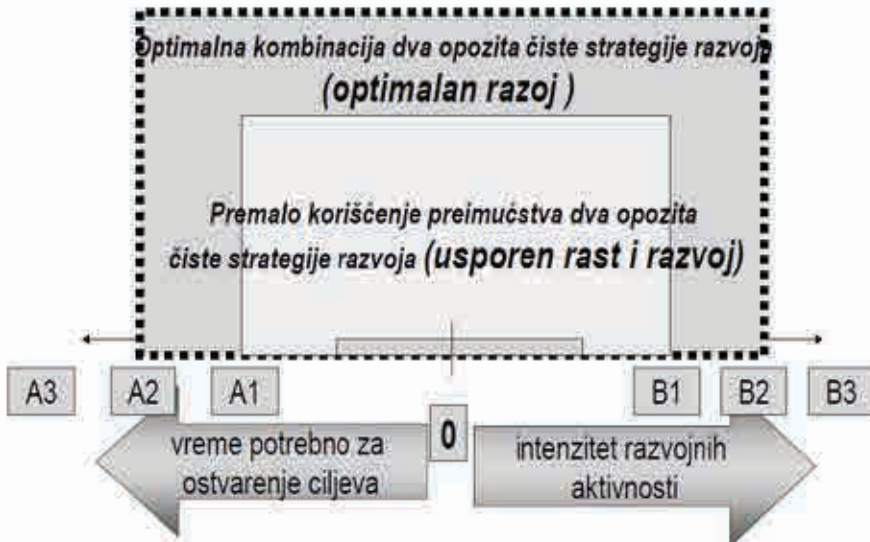 Optimalna kombinacija dva opozita čiste strategije razvoja
(optimalan razoj )
Premalo korišćenje preimućstva dva opozita
čiste strategije razvoja (usporen rast i razvoj)
A3 A2 A1 B1 B2 B3
0
vreme potrebno za
ostvarenje ciljeva
intenzitet razvojnih
aktivnosti